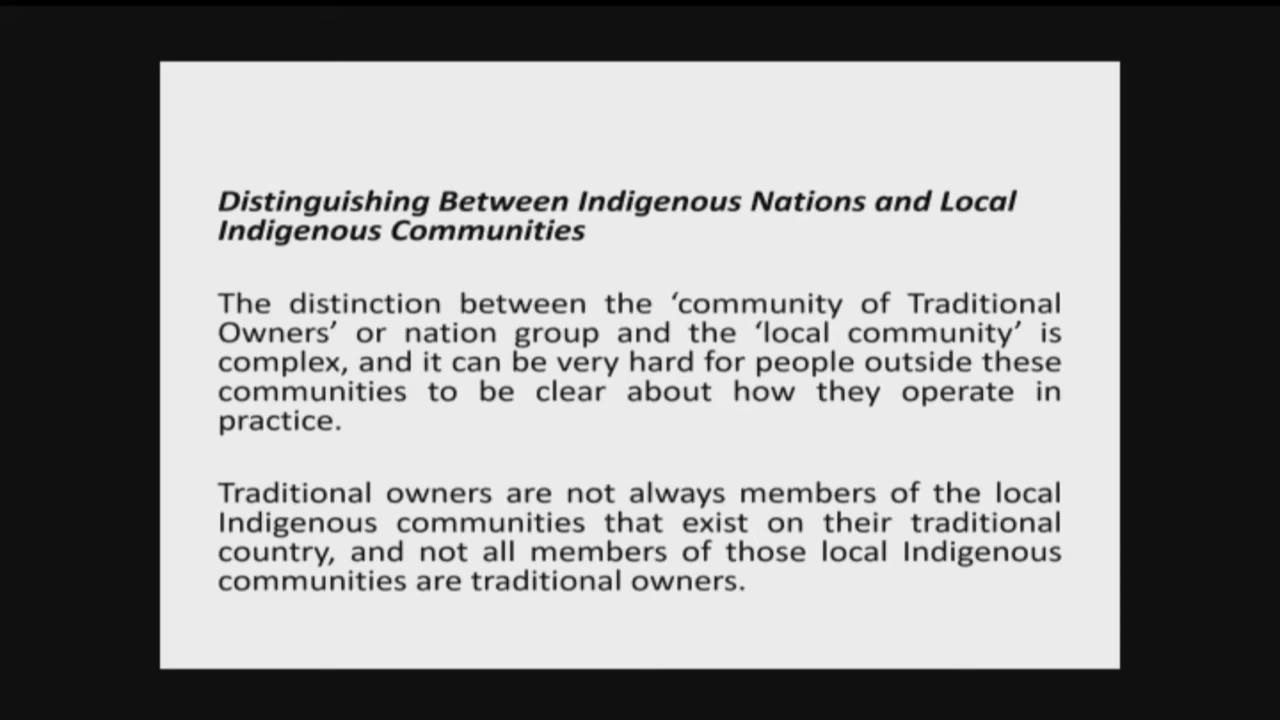 Distinguishing Between Indigenous Nations and Local
Indigenous Communities
The distinction between the ‘community of Traditional
Owners’ or nation group and the ‘local community’ is
complex, and it can be very hard for people outside these
communities to be clear about how they operate in
practice.
Traditional owners are not always members of the local
Indigenous communities that exist on their traditional
country, and not all members of those local Indigenous
communities are traditional owners.